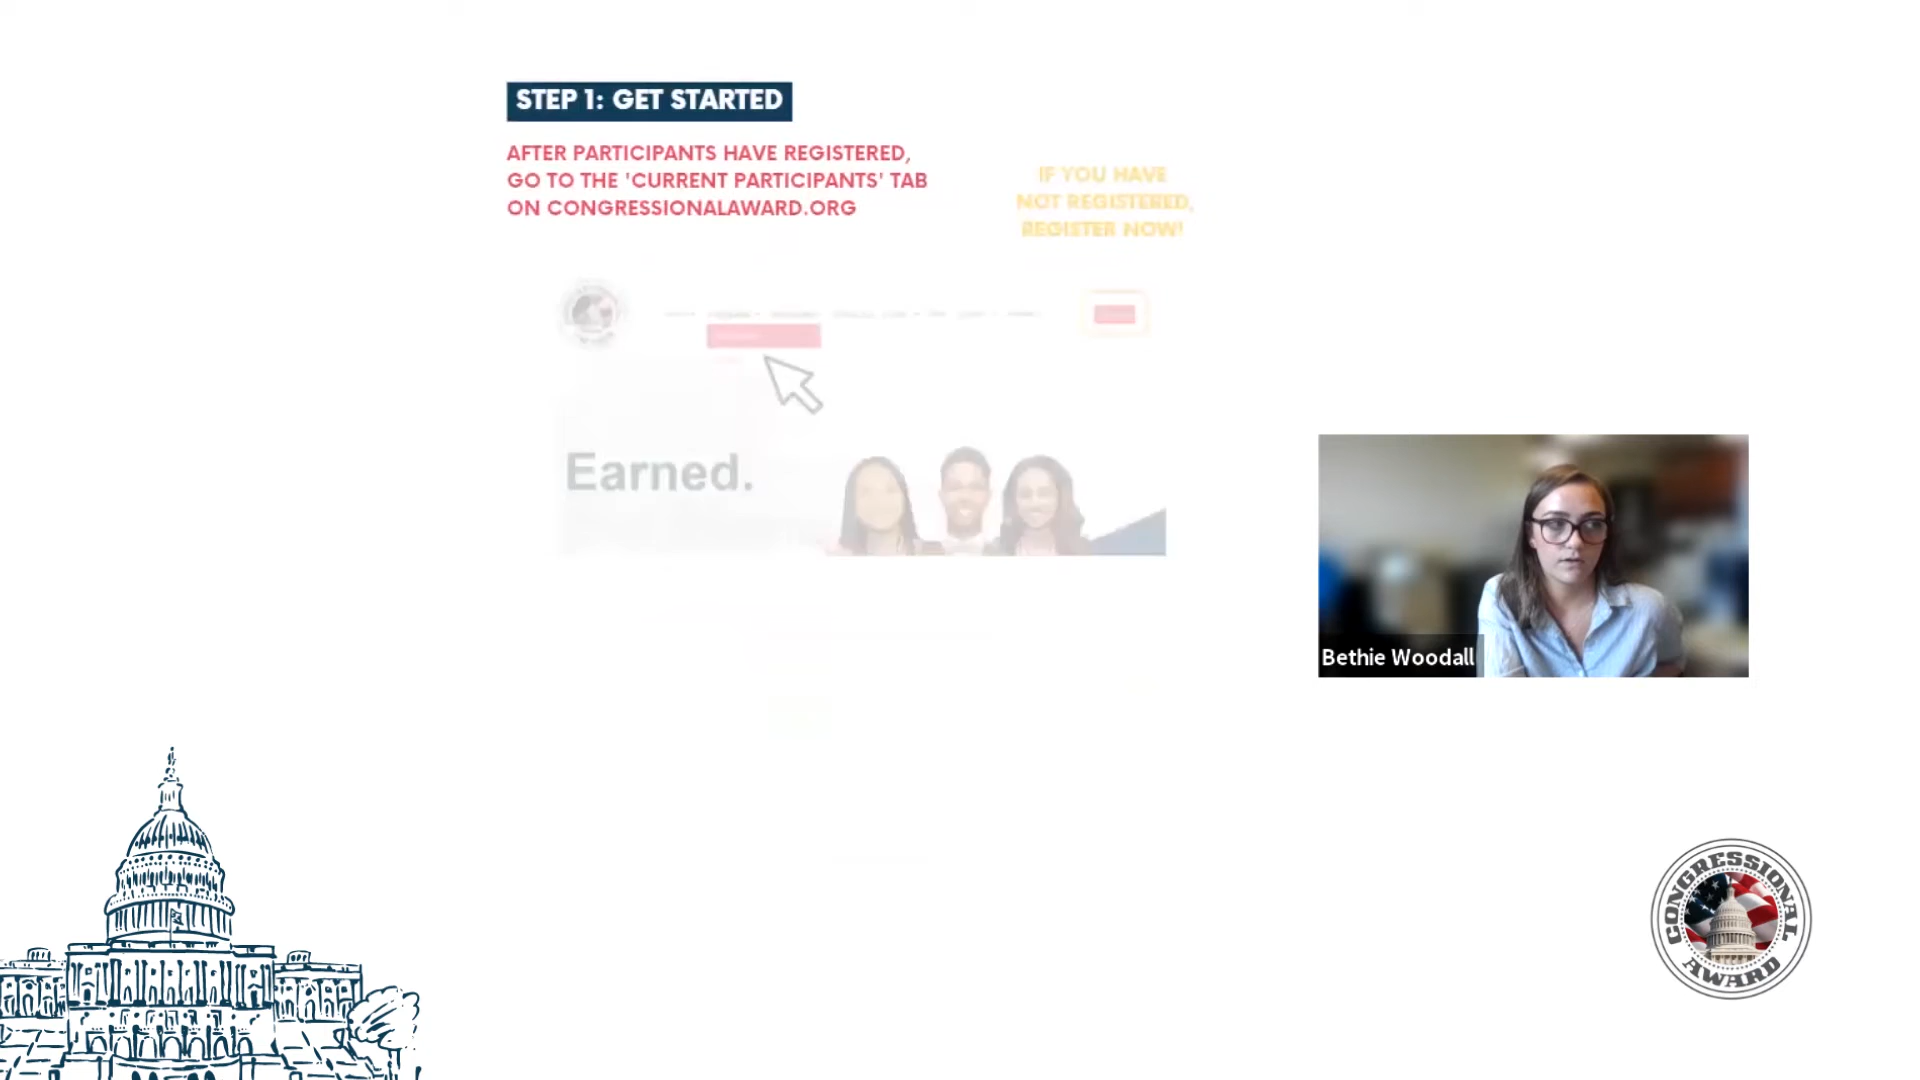 STEP 1: GET STARTED
AFTER PARTICIPANTS HAVE REGISTERED,
GO TO THE 'CURRENT PARTICIPANTS' TAB
ON CONGRESSIONALAWARD.ORG
IF YOU HAVE
NOT REGISTERED,
REGISTER NOW!
Earned.
Bethie Woodall
CONGRESSIONAL
AWARD